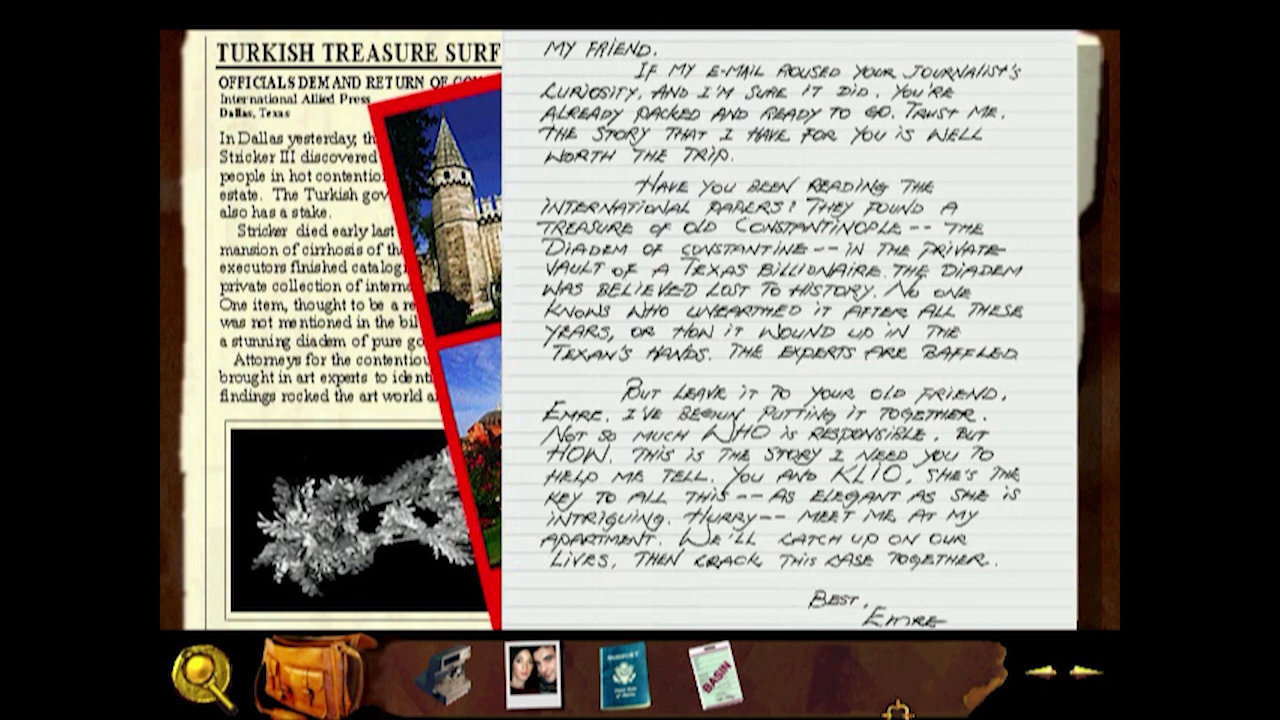 TURKISH TREASURE SURF
OFFICIALS DEMAND RETURN OF
International Allied Press
Dallas, Texas
In Dallas yesterday, th
Stricker III discovered
people in hot contentio
estate. The Turkish gov
also has a stake.
Stricker died early last
mansion of cirrhosis of the
executors finished catalog
private collection of intern
One item, thought to be a re
was not mentioned in the bil
a stunning diadem of pure go
Attorneys for the contentiou
brought in art experts to identi
findings rocked the art world a
MY FRIEND.
IF MY E-MAIL ROUSED YOUR JOURNALIST'S
CURIOSITY, AND I'M SURE IT DID, YOU'RE
ALREADY PACKED AND READY TO GO. TRUST ME,
THE STORY THAT I HAVE FOR YOU IS WELL
WORTH THE TRIP.
HAVE YOU BEEN READING THE
INTERNATIONAL PAPERS? THEY FOUND A
TREASURE OF OLD CONSTANTINOPLE -- THE
DIADEM OF CONSTANTINE -- IN THE PRIVATE
VAULT OF A TEXAS BILLIONAIRE. THE DIADEM
WAS BELIEVED LOST TO HISTORY. NO ONE
KNOWS WHO UNEARTHED IT AFTER ALL THESE
YEARS, OR HOW IT WOUND UP IN THE
TEXAN'S HANDS. THE EXPERTS ARE BAFFLED.
BUT LEAVE IT TO YOUR OLD FRIEND,
EMRE. I'VE BEGUN PUTTING IT TOGETHER.
NOT SO MUCH WHO IS RESPONSIBLE, BUT
HOW. THIS IS THE STORY I NEED YOU TO
HELP ME TELL. YOU AND KLIO, SHE'S THE
KEY TO ALL THIS -- AS ELEGANT AS SHE IS
INTRIGUING. HURRY -- MEET ME AT MY
APARTMENT. WE'LL CATCH UP ON OUR
LIVES, THEN CRACK THIS CASE TOGETHER.
BEST,
EMRE
PASSPORT
BASIN